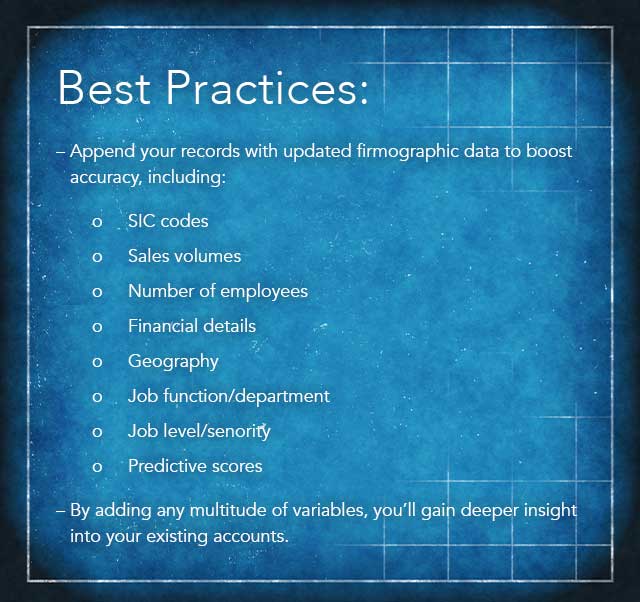 Best Practices:
– Append your records with updated firmographic data to boost
accuracy, including:
o SIC codes
o Sales volumes
o Number of employees
o Financial details
o Geography
o Job function/department
o Job level/senority
o Predictive scores
– By adding any multitude of variables, you’ll gain deeper insight
into your existing accounts.